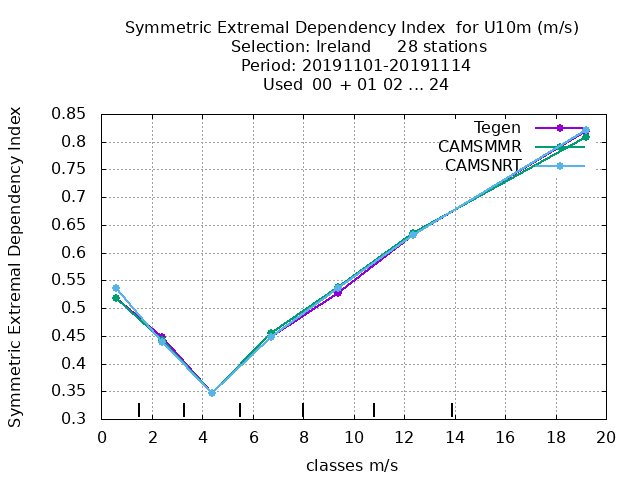 Symmetric Extremal Dependency Index  for U10m (m/s)
Selection: Ireland     28 stations
Period: 20191101-20191114
Used  00 + 01 02 ... 24
Symmetric Extremal Dependency Index
0.85
0.8
0.75
0.7
0.65
0.6
0.55
0.5
0.45
0.4
0.35
0.3
Tegen
CAMSMMR
CAMSNRT
0 2 4 6 8 10 12 14 16 18 20
classes m/s